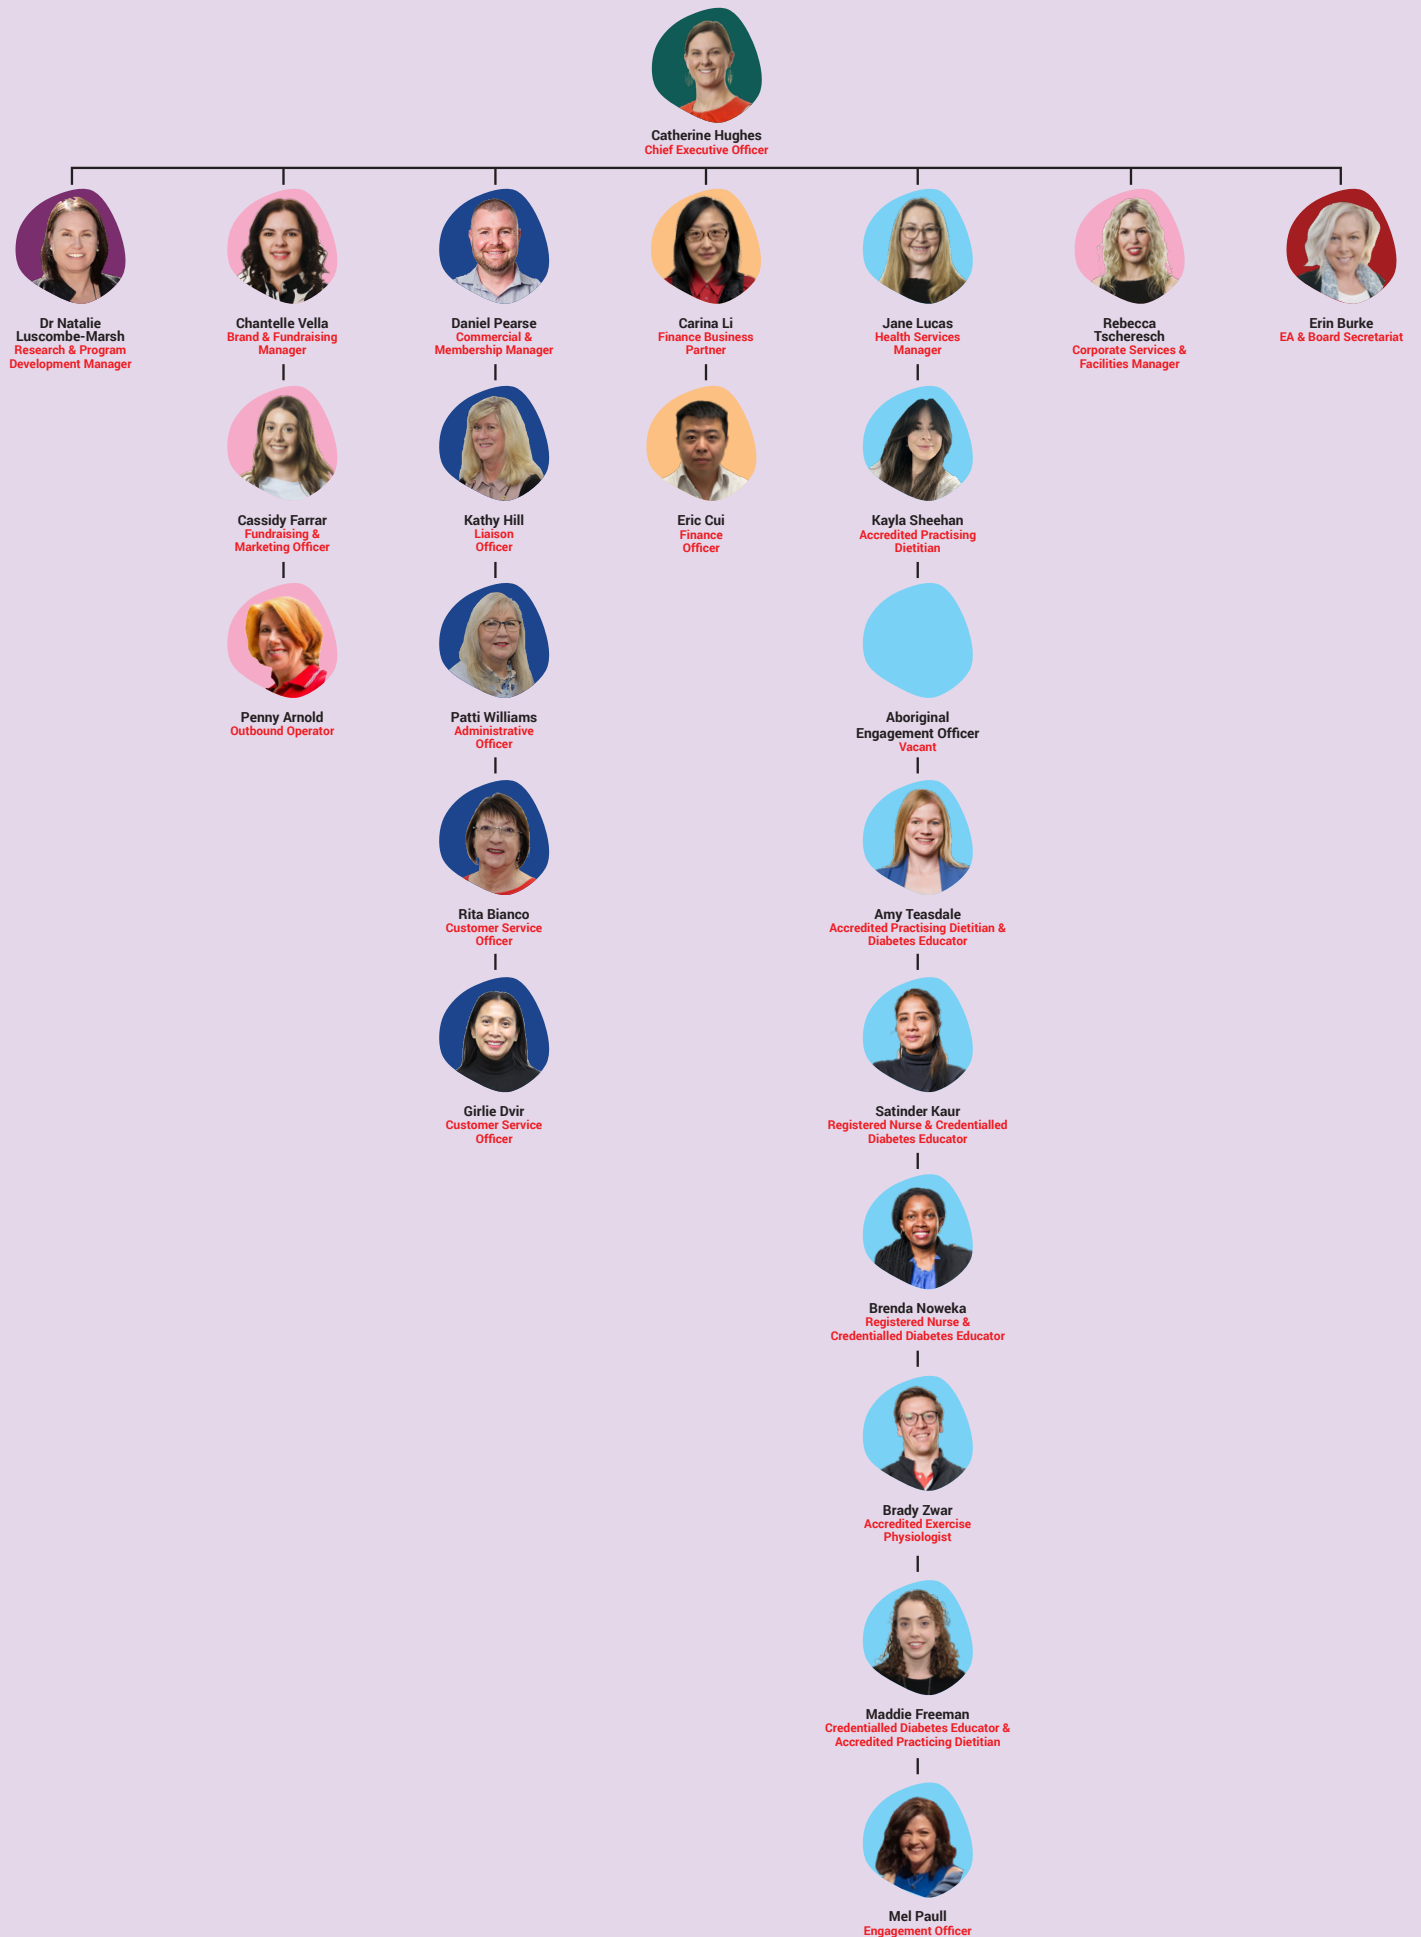 Catherine Hughes
Chief Executive Officer
Dr Natalie
Luscombe-Marsh
Research & Program
Development Manager
Chantelle Vella
Brand & Fundraising
Manager
Daniel Pearse
Commercial &
Membership Manager
Carina Li
Finance Business
Partner
Jane Lucas
Health Services
Manager
Rebecca
Tscheresch
Corporate Services &
Facilities Manager
Erin Burke
EA & Board Secretariat
Cassidy Farrar
Fundraising &
Marketing Officer
Kathy Hill
Liaison
Officer
Eric Cui
Finance
Officer
Kayla Sheehan
Accredited Practising
Dietitian
Penny Arnold
Outbound Operator
Patti Williams
Administrative
Officer
Aboriginal
Engagement Officer
Vacant
Rita Bianco
Customer Service
Officer
Amy Teasdale
Accredited Practising Dietitian &
Diabetes Educator
Girlie Dvir
Customer Service
Officer
Satinder Kaur
Registered Nurse & Credentialled
Diabetes Educator
Brenda Noweka
Registered Nurse &
Credentialled Diabetes Educator
Brady Zwar
Accredited Exercise
Physiologist
Maddie Freeman
Credentialled Diabetes Educator &
Accredited Practicing Dietitian
Mel Paull
Engagement Officer